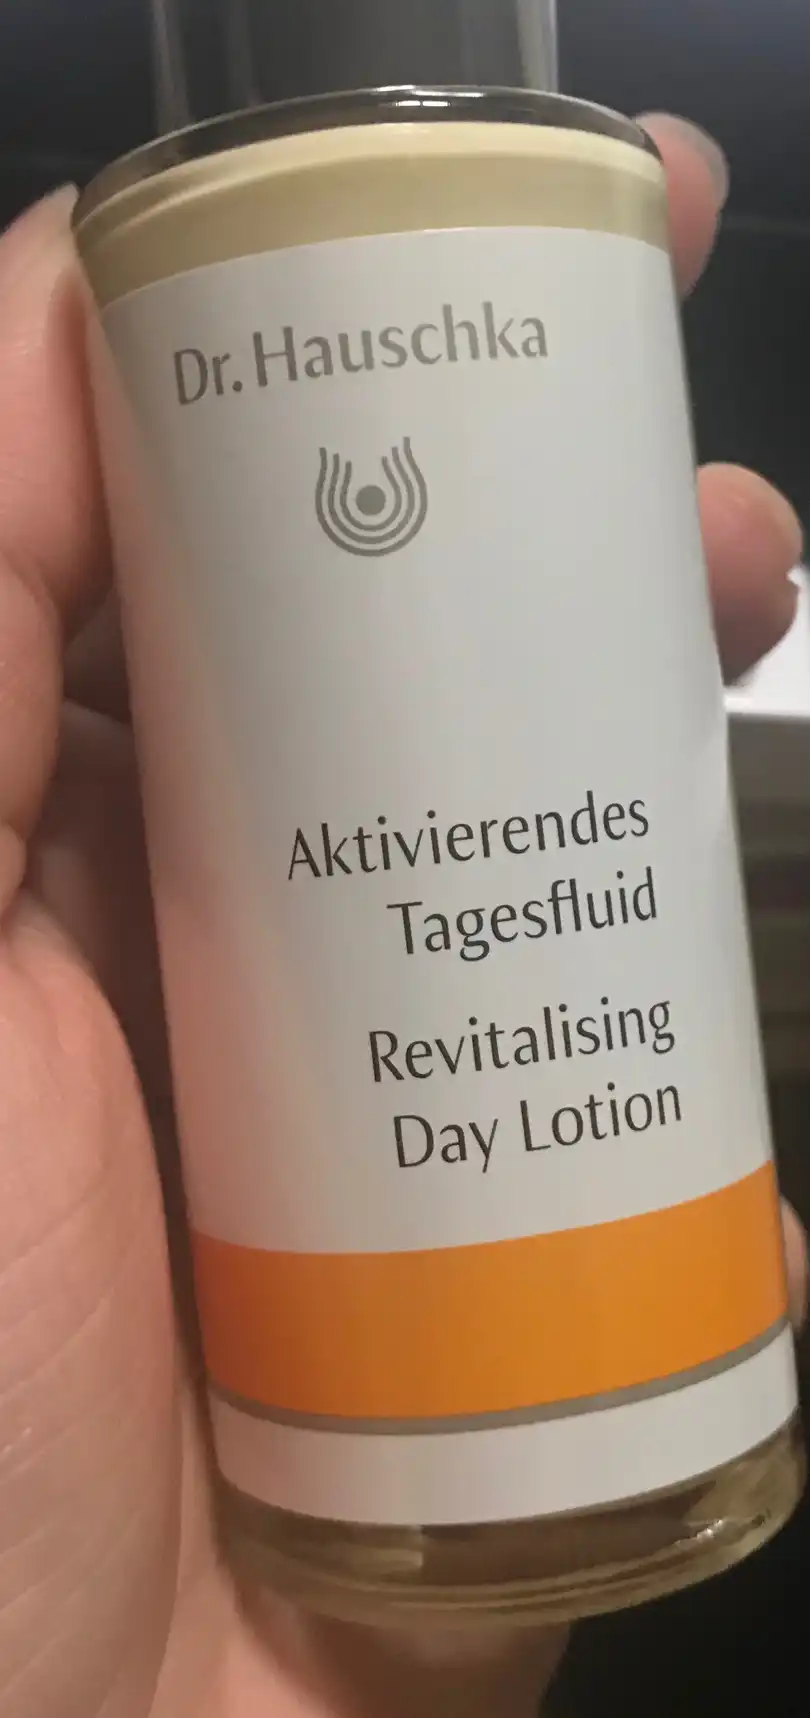 Dr. Hauschka
Aktivierendes
Tagesfluid
Revitalising
Day Lotion